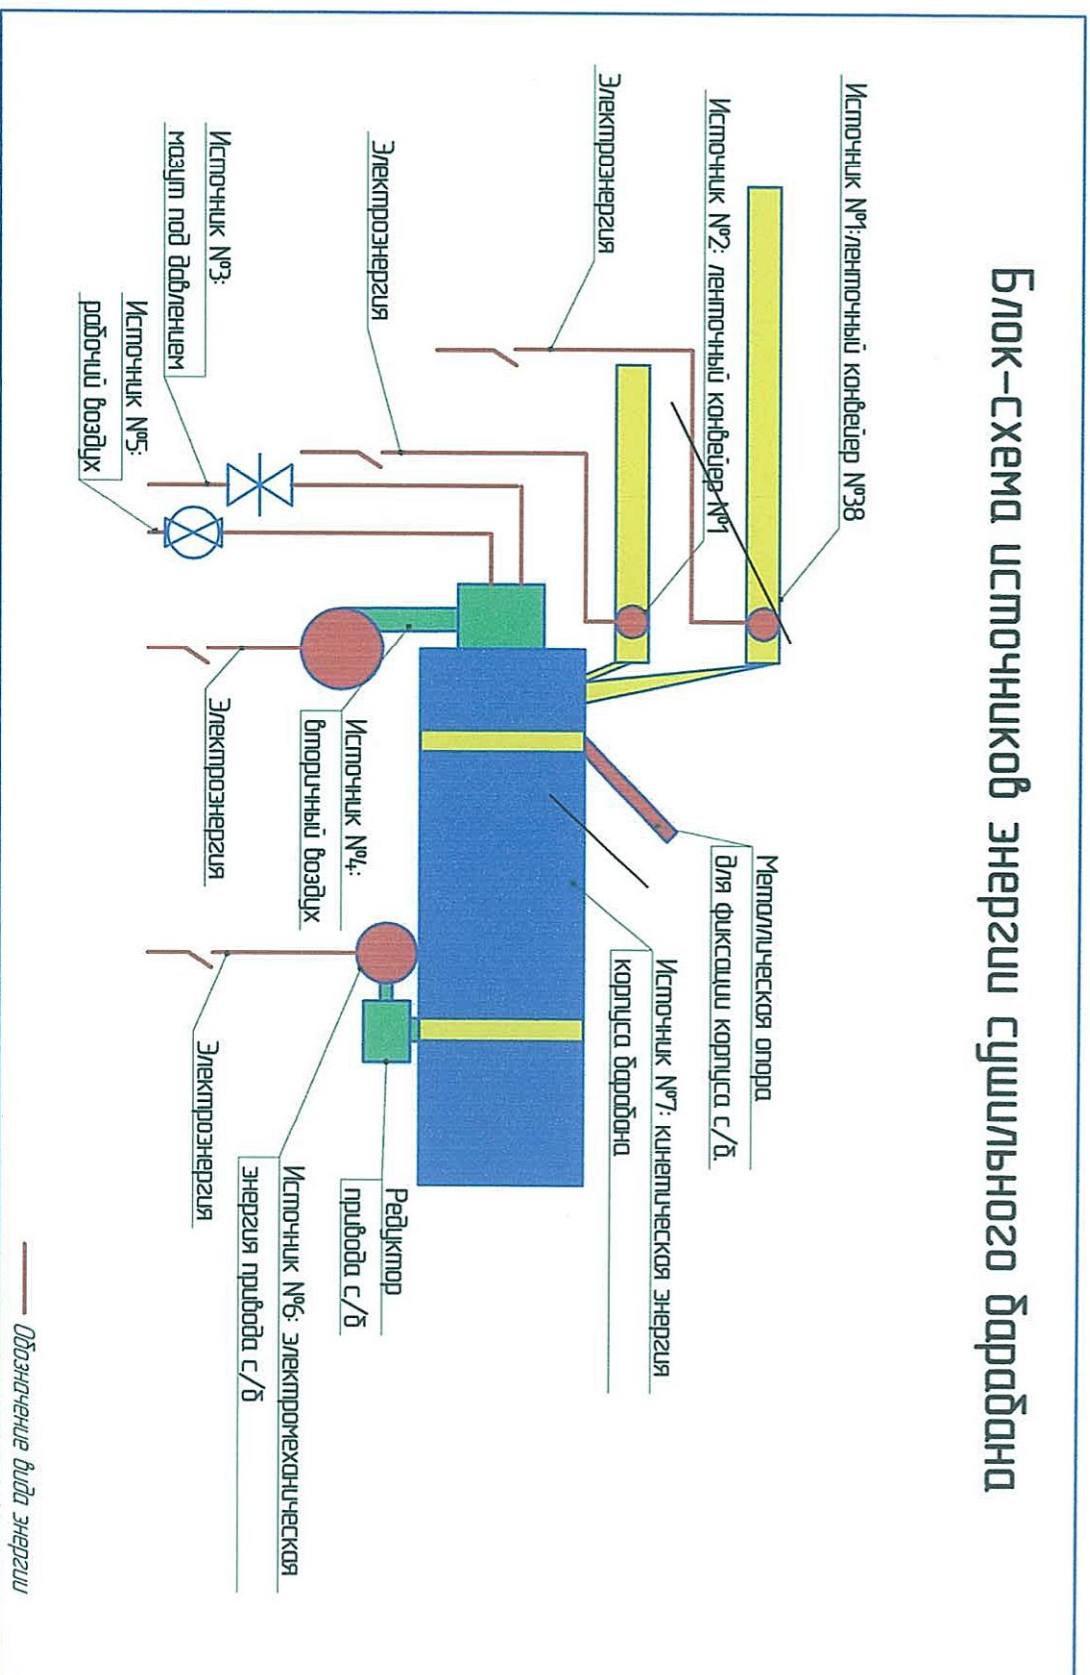 Блок-схема источников энергии сушильного барабана
Источник №1:ленточный конвейер №38
Источник №2: ленточный конвейер №1
Электроэнергия
Электроэнергия
Источник №3:
мазут под давлением
Источник №5:
рабочий воздух
Металлическая опора
для фиксации корпуса с/б.
Источник №7: кинетическая энергия
корпуса барабана
Источник №4:
вторичный воздух
Электроэнергия
Редуктор
привода с/б
Источник №6: электромеханическая
энергия привода с/б
Электроэнергия
Обозначение вида энергии